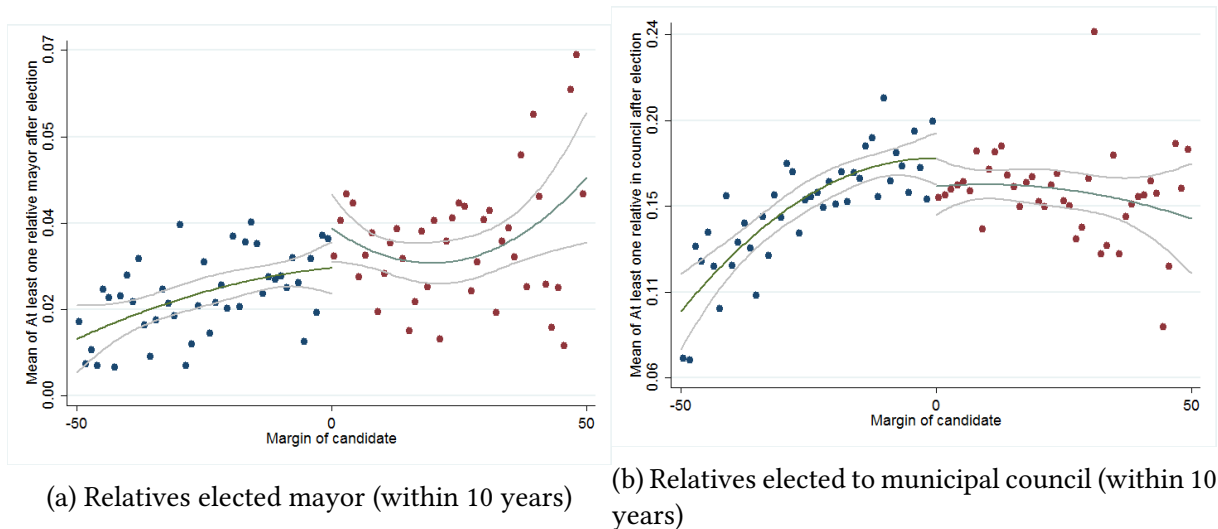 Mean of At least one relative mayor after election
0.07
0.05
0.04
0.02
0.00
-50
0
50
Margin of candidate
(a) Relatives elected mayor (within 10 years)
Mean of At least one relative in council after election
0.24
0.20
0.15
0.11
0.06
-50
0
50
Margin of candidate
(b) Relatives elected to municipal council (within 10
years)